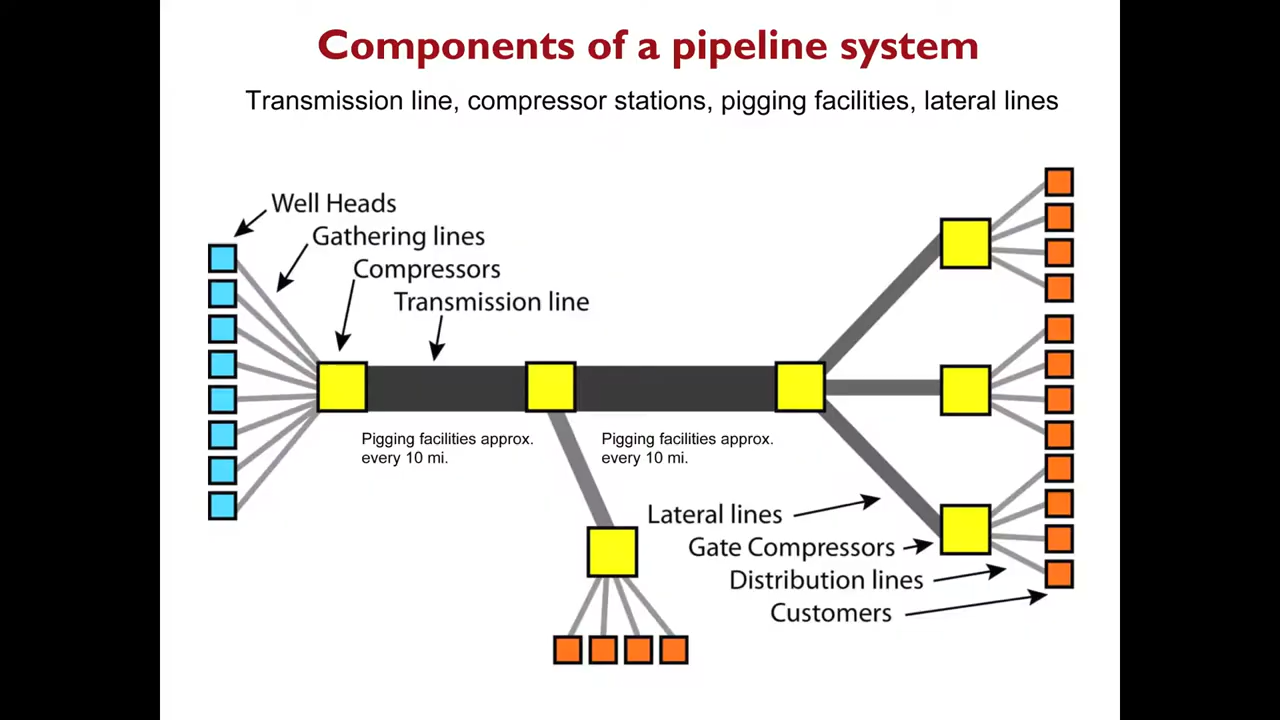 Components of a pipeline system
Transmission line, compressor stations, pigging facilities, lateral lines
Well Heads
Gathering lines
Compressors
Transmission line
Pigging facilities approx.
every 10 mi.
Pigging facilities approx.
every 10 mi.
Lateral lines
Gate Compressors
Distribution lines
Customers